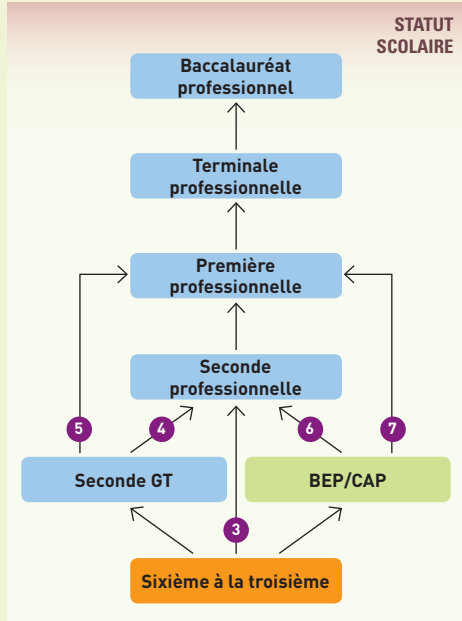 STATUT
SCOLAIRE
Baccalauréat
professionnel
Terminale
professionnelle
Première
professionnelle
Seconde
professionnelle
5
4
6
7
Seconde GT
BEP/CAP
3
Sixième à la troisième